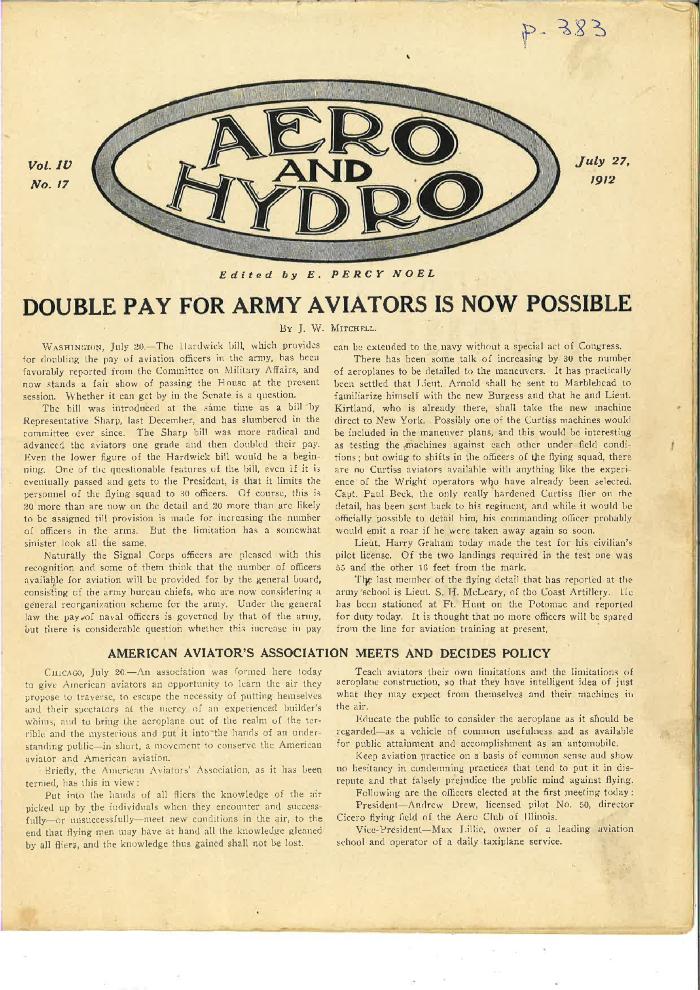 p. 383
Vol. IV
No. 17
AERO
AND
HYDRO
July 27,
1912
Edited by E. PERCY NOEL
DOUBLE PAY FOR ARMY AVIATORS IS NOW POSSIBLE
By J. W. Mitchell.
Washington, July 20.—The Hardwick bill, which provides
for doubling the pay of aviation officers in the army, has been
favorably reported from the Committee on Military Affairs, and
now stands a fair show of passing the House at the present
session. Whether it can get by in the Senate is a question.
The bill was introduced at the same time as a bill by
Representative Sharp, last December, and has slumbered in the
committee ever since. The Sharp bill was more radical and
advanced the aviators one grade and then doubled their pay.
Even the lower figure of the Hardwick bill would be a begin-
ning. One of the questionable features of the bill, even if it is
eventually passed and gets to the President, is that it limits the
personnel of the flying squad to 30 officers. Of course, this is
20 more than are now on the detail and 20 more than are likely
to be assigned till provision is made for increasing the number
of officers in the arms. But the limitation has a somewhat
sinister look all the same.
Naturally the Signal Corps officers are pleased with this
recognition and some of them think that the number of officers
available for aviation will be provided for by the general board,
consisting of the army bureau chiefs, who are now considering a
general reorganization scheme for the army. Under the general
law the pay of naval officers is governed by that of the army,
but there is considerable question whether this increase in pay
can be extended to the navy without a special act of Congress.
There has been some talk of increasing by 30 the number
of aeroplanes to be detailed to the maneuvers. It has practically
been settled that Lieut. Arnold shall be sent to Marblehead to
familiarize himself with the new Burgess and that he and Lieut.
Kirtland, who is already there, shall take the new machine
direct to New York. Possibly one of the Curtiss machines would
be included in the maneuver plans, and this would be interesting
as testing the machines against each other under field condi-
tions; but owing to shifts in the officers of the flying squad, there
are no Curtiss aviators available with anything like the experi-
ence of the Wright operators who have already been selected.
Capt. Paul Beck, the only really hardened Curtiss flier on the
detail, has been sent back to his regiment, and while it would be
officially possible to detail him, his commanding officer probably
would emit a roar if he were taken away again so soon.
Lieut. Harry Graham today made the test for his civilian's
pilot license. Of the two landings required in the test one was
55 and the other 16 feet from the mark.
The last member of the flying detail that has reported at the
army school is Lieut. S. H. McLeary, of the Coast Artillery. He
has been stationed at Ft. Hunt on the Potomac and reported
for duty today. It is thought that no more officers will be spared
from the line for aviation training at present.
AMERICAN AVIATOR'S ASSOCIATION MEETS AND DECIDES POLICY
Chicago, July 20.—An association was formed here today
to give American aviators an opportunity to learn the air they
propose to traverse, to escape the necessity of putting themselves
and their spectators at the mercy of an experienced builder's
whims, and to bring the aeroplane out of the realm of the ter-
rible and the mysterious and put it into the hands of an under-
standing public—in short, a movement to conserve the American
aviator and American aviation.
Briefly, the American Aviators' Association, as it has been
termed, has this in view:
Put into the hands of all fliers the knowledge of the air
picked up by the individuals when they encounter and success-
fully—or unsuccessfully—meet new conditions in the air, to the
end that flying men may have at hand all the knowledge gleaned
by all fliers, and the knowledge thus gained shall not be lost.
Teach aviators their own limitations and the limitations of
aeroplane construction, so that they have intelligent idea of just
what they may expect from themselves and their machines in
the air.
Educate the public to consider the aeroplane as it should be
regarded—as a vehicle of common usefulness and as available
for public attainment and accomplishment as an automobile.
Keep aviation practice on a basis of common sense and show
no hesitancy in condemning practices that tend to put it in dis-
repute and that falsely prejudice the public mind against flying.
Following are the officers elected at the first meeting today:
President—Andrew Drew, licensed pilot No. 50, director
Cicero flying field of the Aero Club of Illinois.
Vice-President—Max Lillie, owner of a leading aviation
school and operator of a daily taxiplane service.